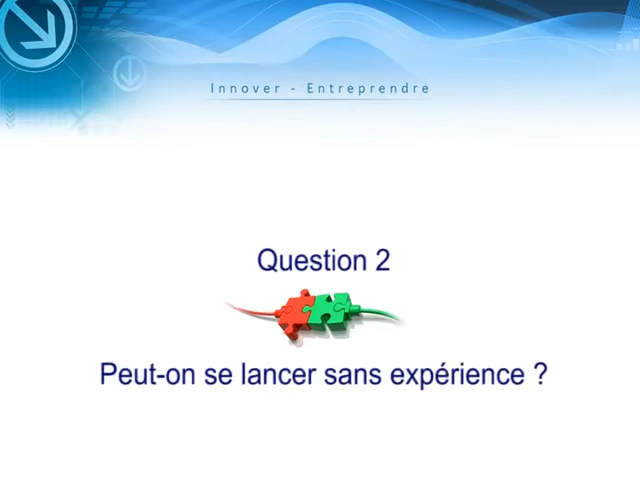 Innover - Entreprendre
Question 2
Peut-on se lancer sans expérience ?